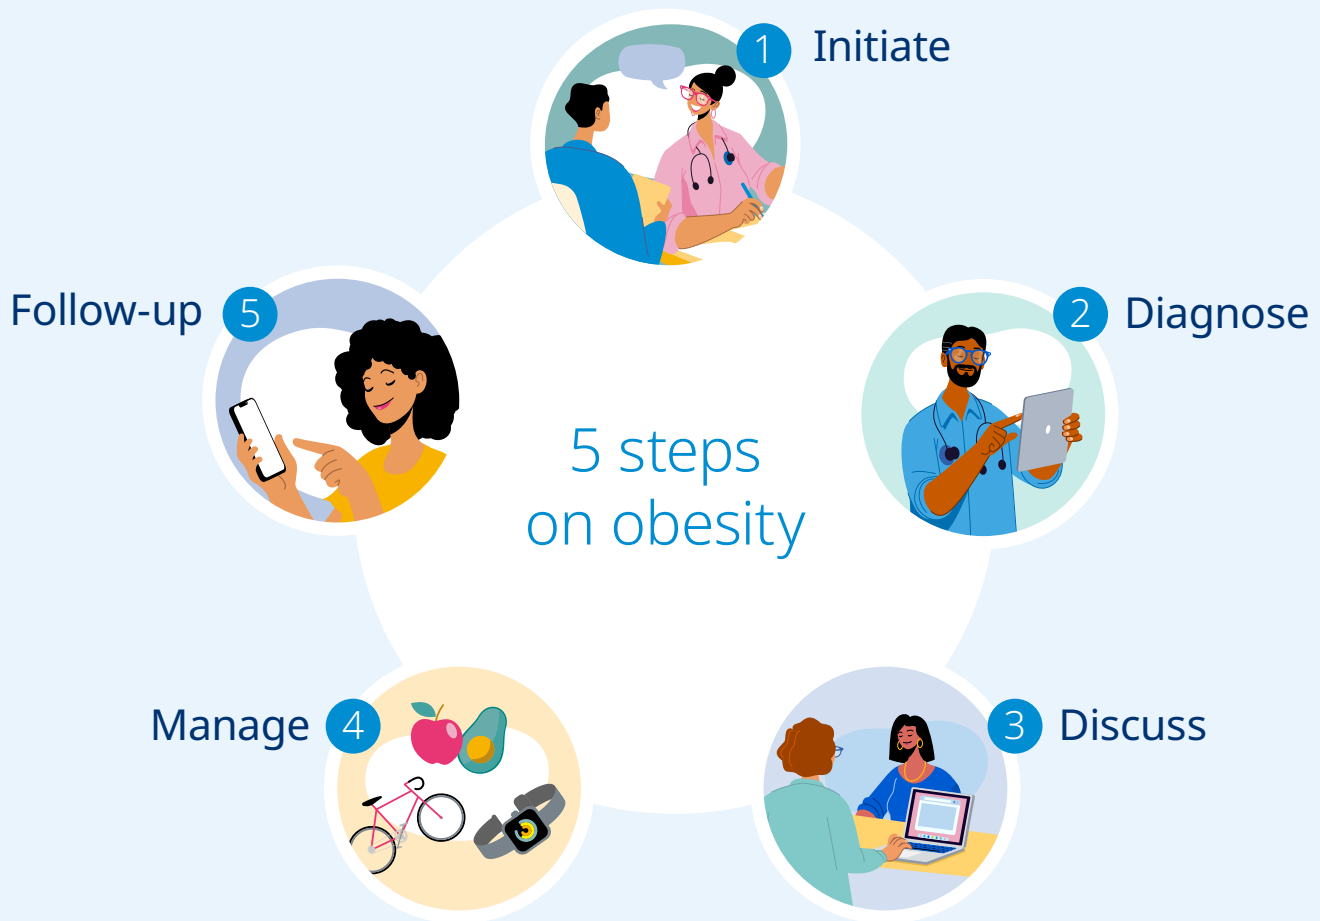 1 Initiate
2 Diagnose
3 Discuss
Manage 4
Follow-up 5
5 steps
on obesity